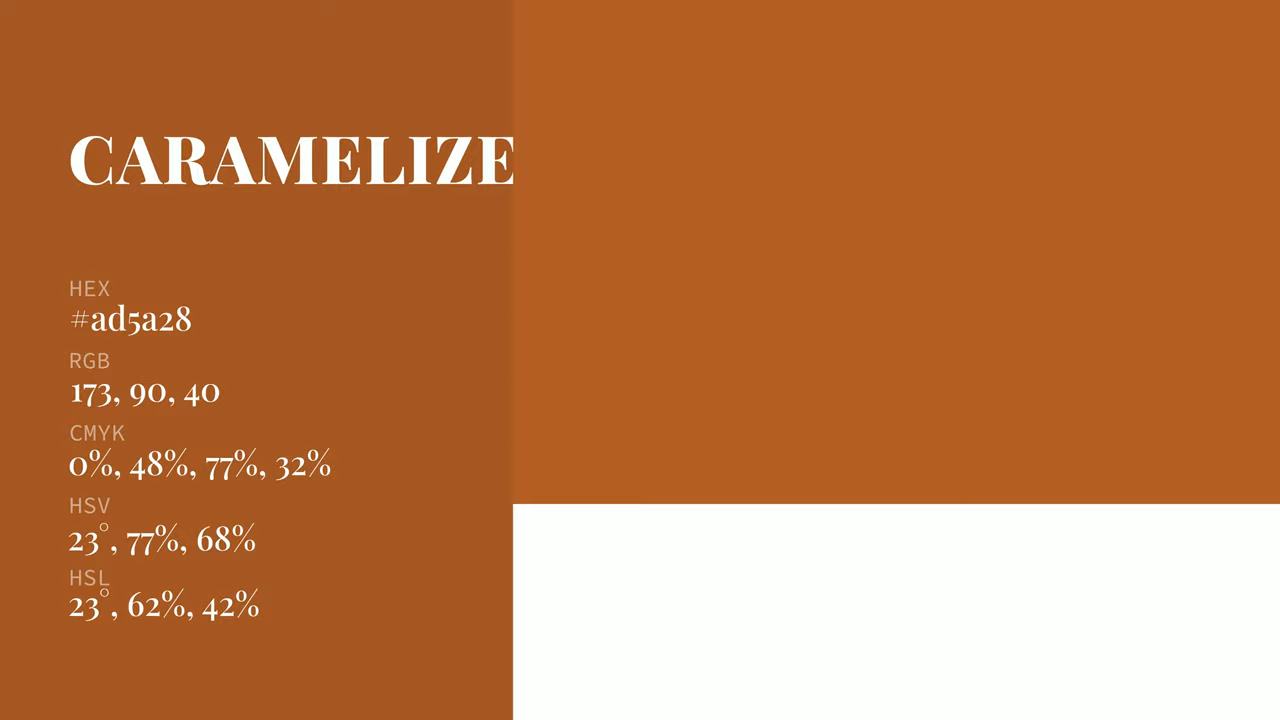 CARAMELIZE
HEX
#ad5a28
RGB
173, 90, 40
CMYK
0%, 48%, 77%, 32%
HSV
23°, 77%, 68%
HSL
23°, 62%, 42%